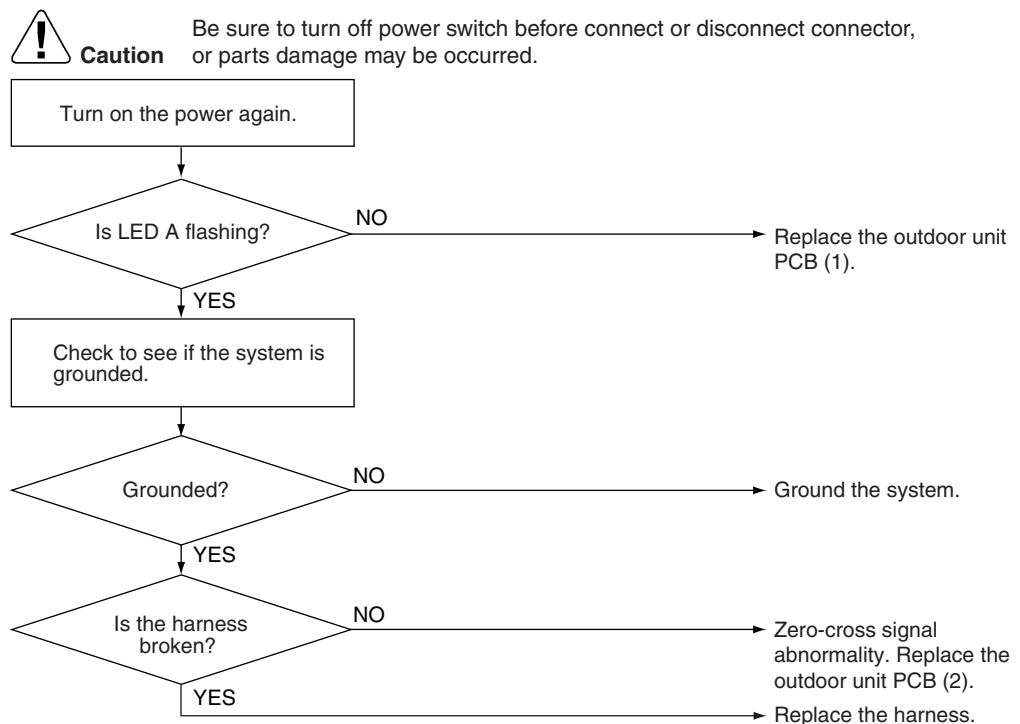 Be sure to turn off power switch before connect or disconnect connector,
Caution or parts damage may be occurred.
Turn on the power again.
Is LED A flashing?
NO
Replace the outdoor unit
PCB (1).
YES
Check to see if the system is
grounded.
Grounded?
NO
Ground the system.
YES
Is the harness
broken?
NO
Zero-cross signal
abnormality. Replace the
outdoor unit PCB (2).
YES
Replace the harness.